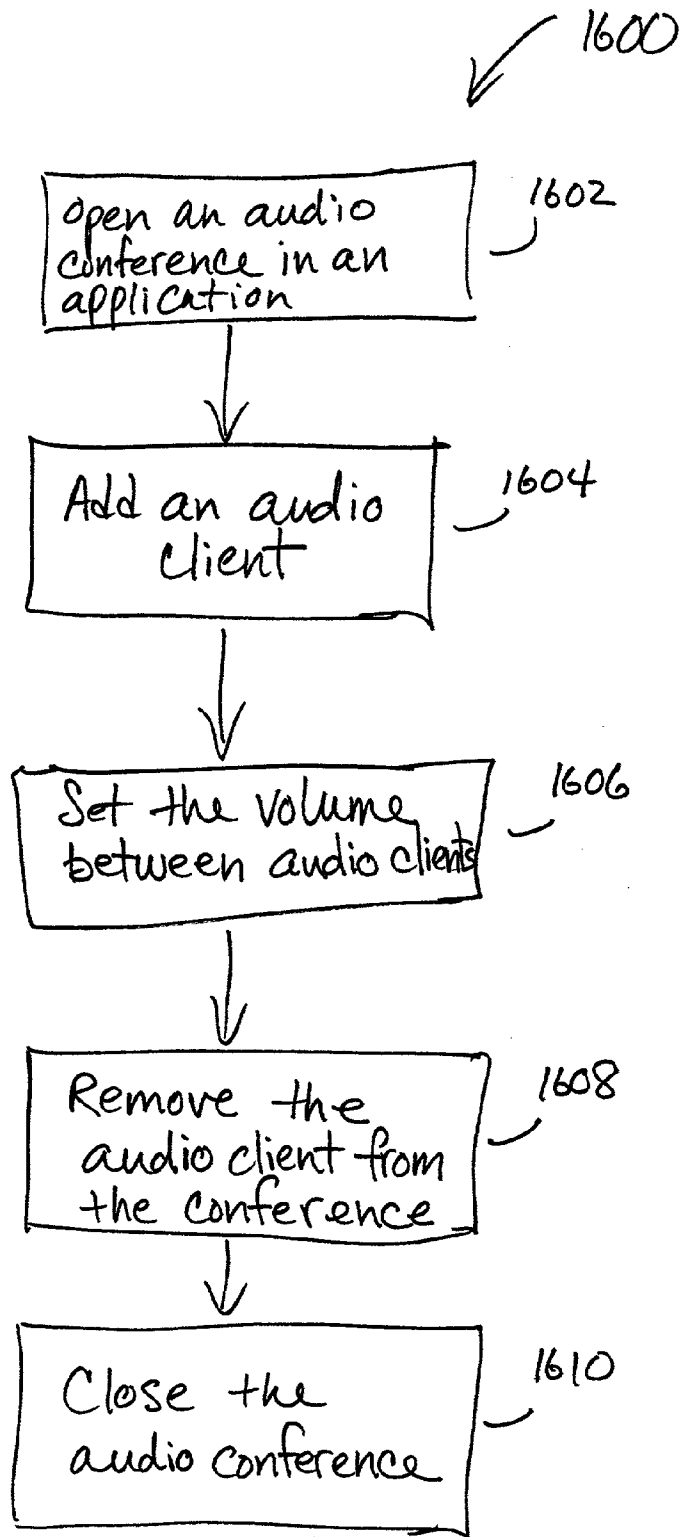 1600
open an audio
conference in an
application
1602
Add an audio
client
1604
Set the volume
between audio clients
1606
Remove the
audio client from
the conference
1608
Close the
audio conference
1610